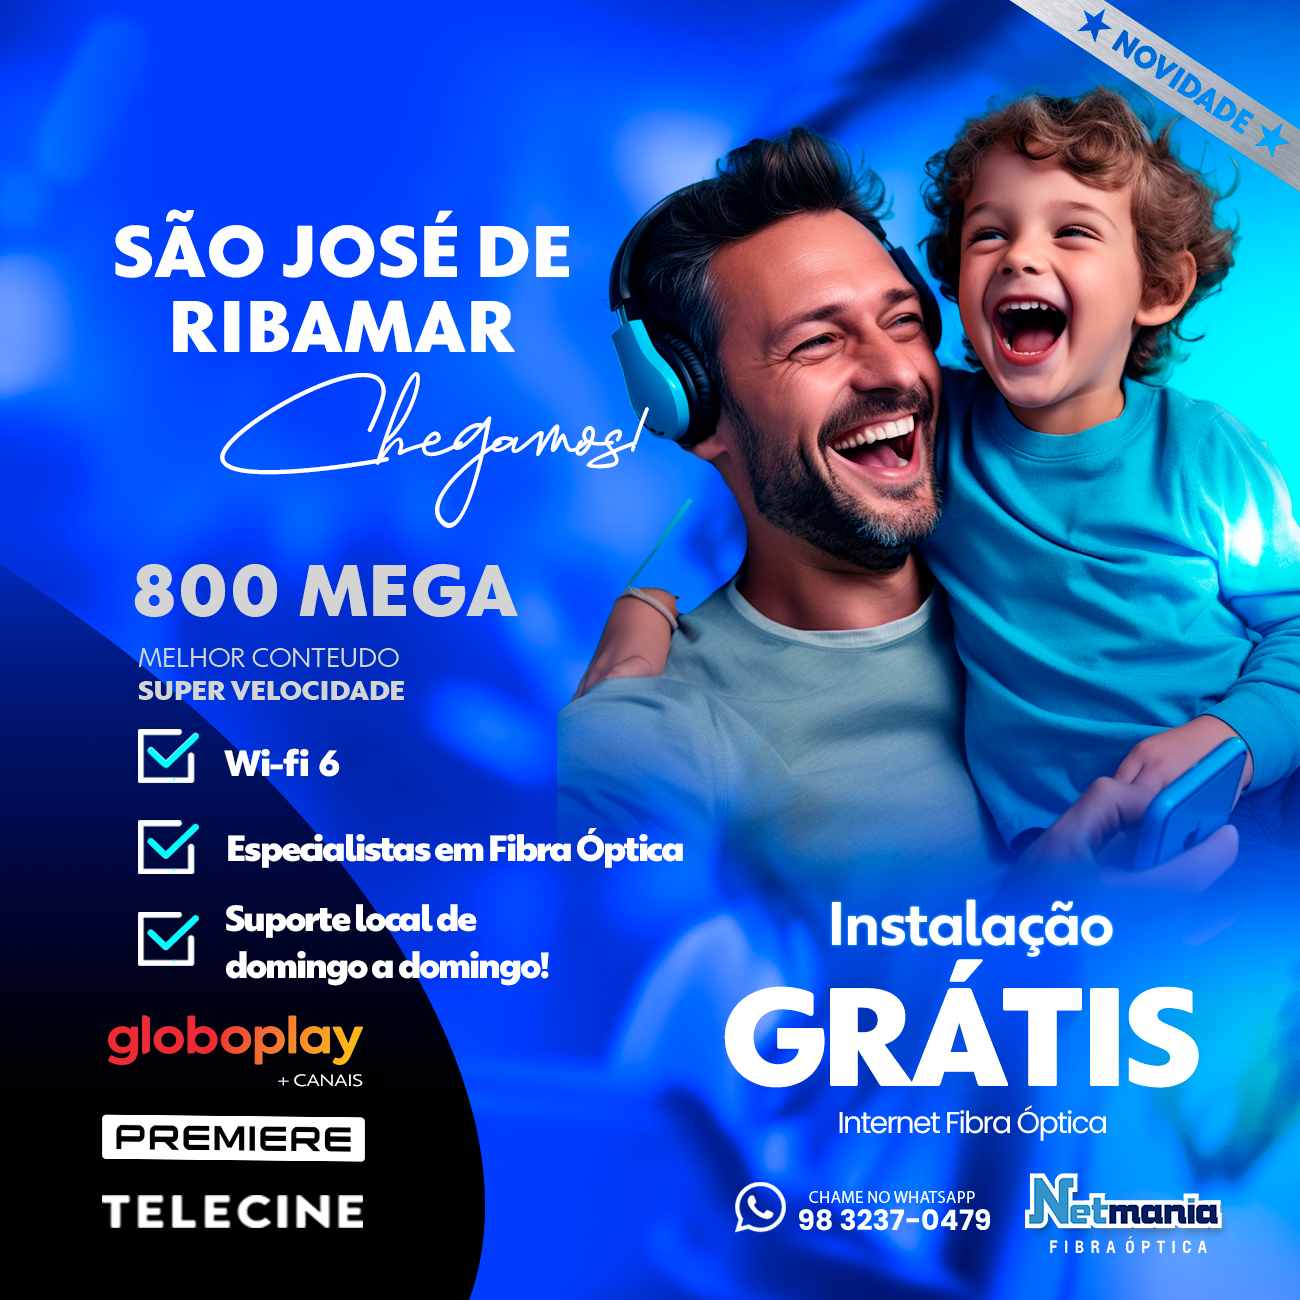 NOVIDADE
SÃO JOSÉ DE
RIBAMAR
Chegamos!
800 MEGA
MELHOR CONTEUDO
SUPER VELOCIDADE
Wi-fi 6
Especialistas em Fibra Óptica
Suporte local de
domingo a domingo!
globoplay
+ CANAIS
PREMIERE
TELECINE
Instalação
GRÁTIS
Internet Fibra Óptica
CHAME NO WHATSAPP
98 3237-0479
Netmania
FIBRA ÓPTICA